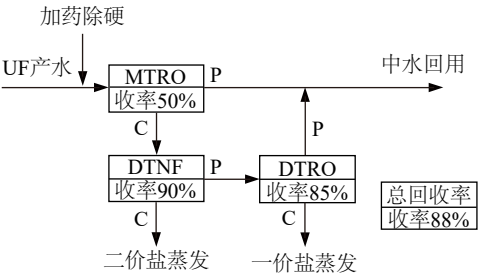 加药除硬
UF产水
MTRO
收率50%
P
中水回用
C
P
DTNF
收率90%
P
DTRO
收率85%
总回收率
收率88%
C
C
二价盐蒸发
一价盐蒸发